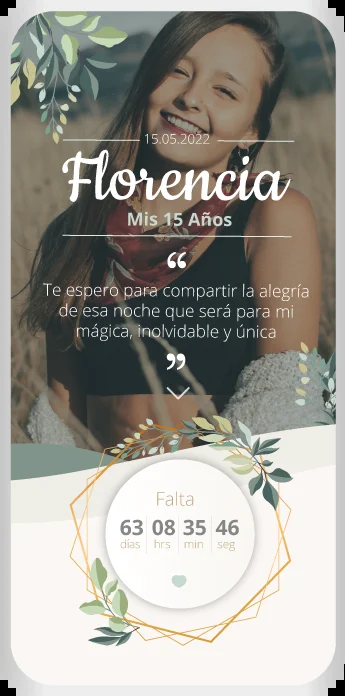 15.05.2022
Florencia
Mis 15 Años
“
Te espero para compartir la alegría
de esa noche que será para mi
mágica, inolvidable y única
”
Falta
63 08 35 46
días hrs min seg